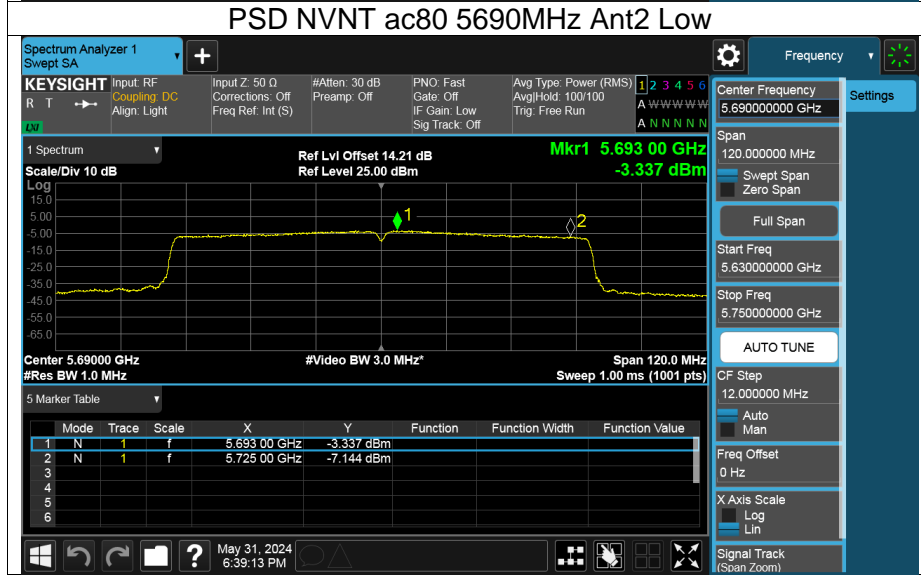 PSD NVNT ac80 5690MHz Ant2 Low
Spectrum Analyzer 1
Swept SA
+
Frequency
KEYSIGHT
R T
LXI
Input: RF
Coupling: DC
Align: Light
Input Z: 50 Ω
Corrections: Off
Freq Ref: Int (S)
#Atten: 30 dB
Preamp: Off
PNO: Fast
Gate: Off
IF Gain: Low
Sig Track: Off
Avg Type: Power (RMS)
Avg|Hold: 100/100
Trig: Free Run
1 2 3 4 5 6
A W W W W W
A N N N N N
1 Spectrum
Scale/Div 10 dB
Ref Lvl Offset 14.21 dB
Ref Level 25.00 dBm
Mkr1 5.693 00 GHz
-3.337 dBm
Log
15.0
5.00
-5.00
-15.0
-25.0
-35.0
-45.0
-55.0
-65.0
1
2
Center 5.69000 GHz
#Res BW 1.0 MHz
#Video BW 3.0 MHz*
Span 120.0 MHz
Sweep 1.00 ms (1001 pts)
5 Marker Table
Mode Trace Scale X Y Function Function Width Function Value
1 N 1 f 5.693 00 GHz -3.337 dBm
2 N 1 f 5.725 00 GHz -7.144 dBm
3
4
5
6
?
May 31, 2024
6:39:13 PM
Center Frequency
5.690000000 GHz
Settings
Span
120.000000 MHz
Swept Span
Zero Span
Full Span
Start Freq
5.630000000 GHz
Stop Freq
5.750000000 GHz
AUTO TUNE
CF Step
12.000000 MHz
Auto
Man
Freq Offset
0 Hz
X Axis Scale
Log
Lin
Signal Track
(Span Zoom)